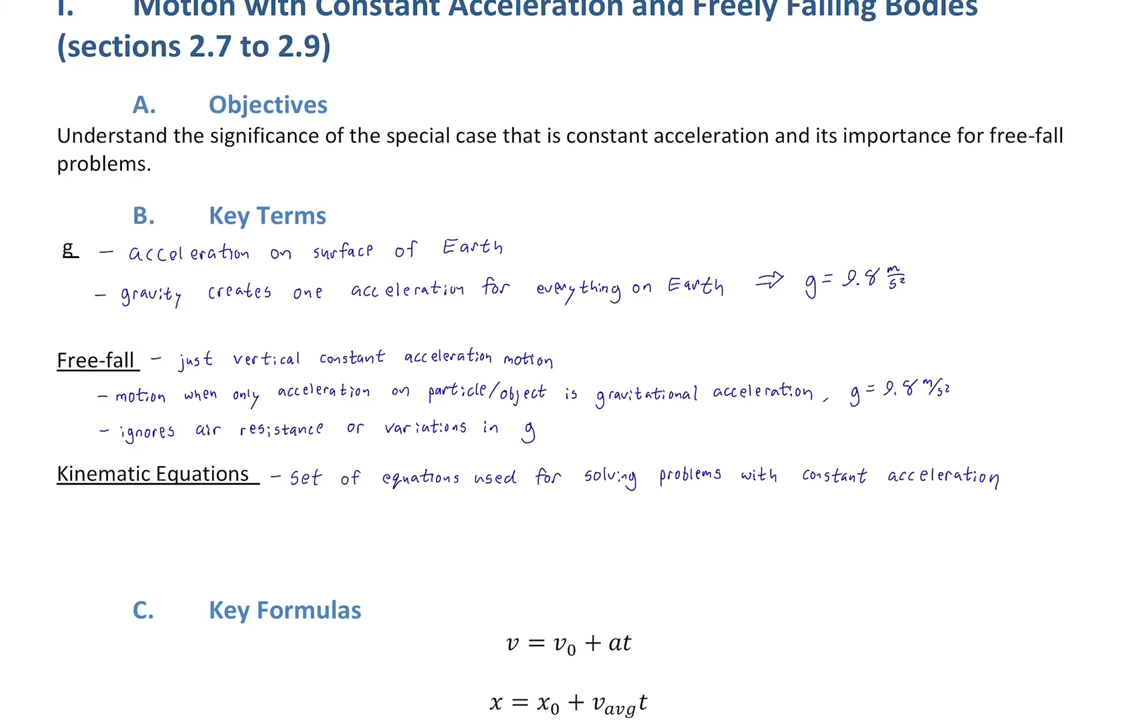 I. Motion with Constant Acceleration and Freely Falling Bodies
(sections 2.7 to 2.9)
A. Objectives
Understand the significance of the special case that is constant acceleration and its importance for free-fall
problems.
B. Key Terms
g – acceleration on surface of Earth
– gravity creates one acceleration for everything on Earth ⇒ g = 9.8 m/s²
Free-fall – just vertical constant acceleration motion
– motion when only acceleration on particle/object is gravitational acceleration, g = 9.8 m/s²
– ignores air resistance or variations in g
Kinematic Equations – set of equations used for solving problems with constant acceleration
C. Key Formulas
v = v₀ + at
x = x₀ + v_avg t